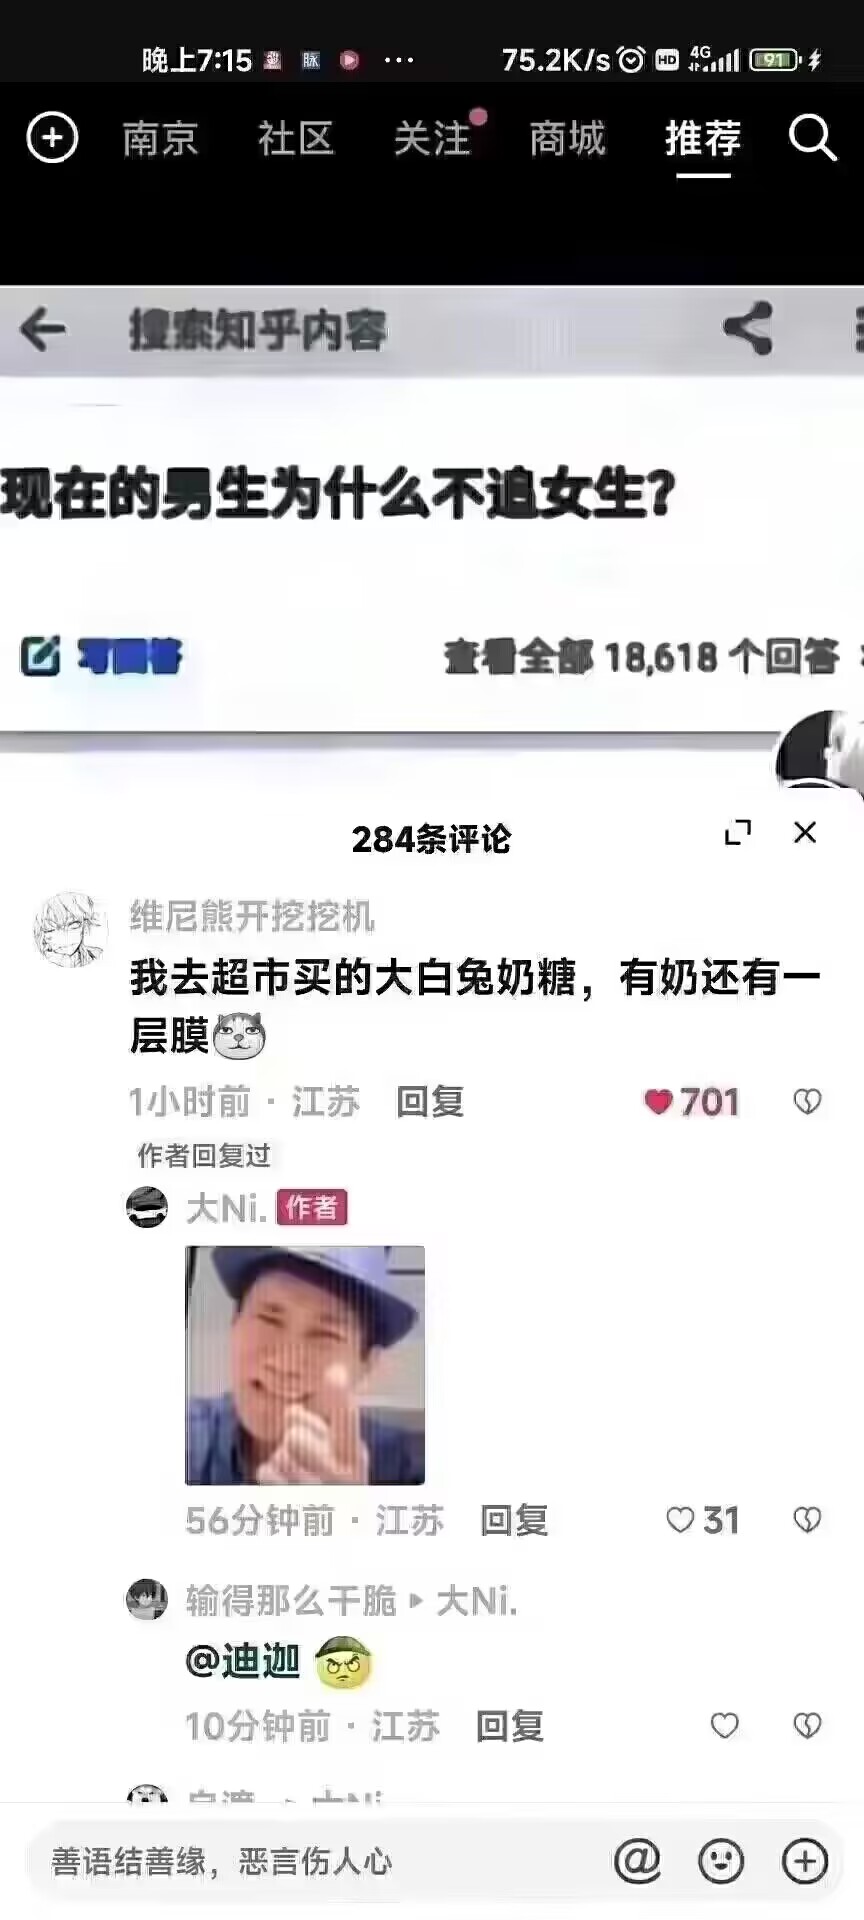 晚上7:15 脉 ... 75.2K/s HD 4G 91
南京 社区 关注 商城 推荐
搜索知乎内容
现在的男生为什么不追女生?
写回答 查看全部 18,618 个回答
284条评论
维尼熊开挖挖机
我去超市买的大白兔奶糖，有奶还有一
层膜
1小时前 · 江苏 回复 701
作者回复过
大Ni. 作者
56分钟前 · 江苏 回复 31
输得那么干脆 ▸ 大Ni.
@迪迦
10分钟前 · 江苏 回复
善语结善缘，恶言伤人心